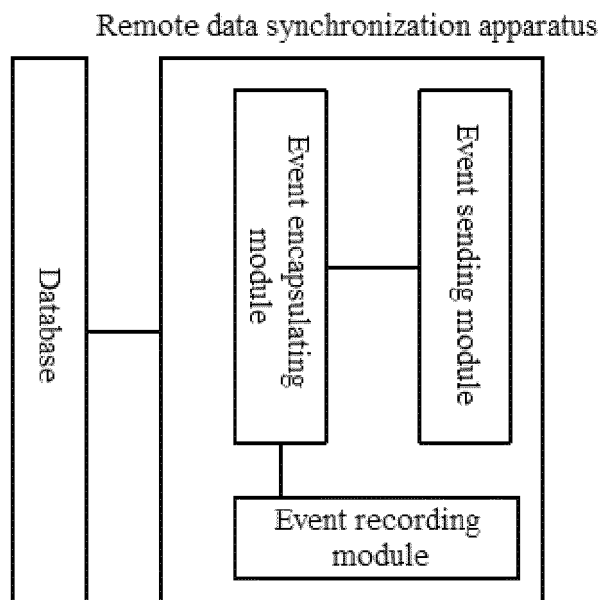 Remote data synchronization apparatus
Database
Event encapsulating
module
Event sending module
Event recording
module